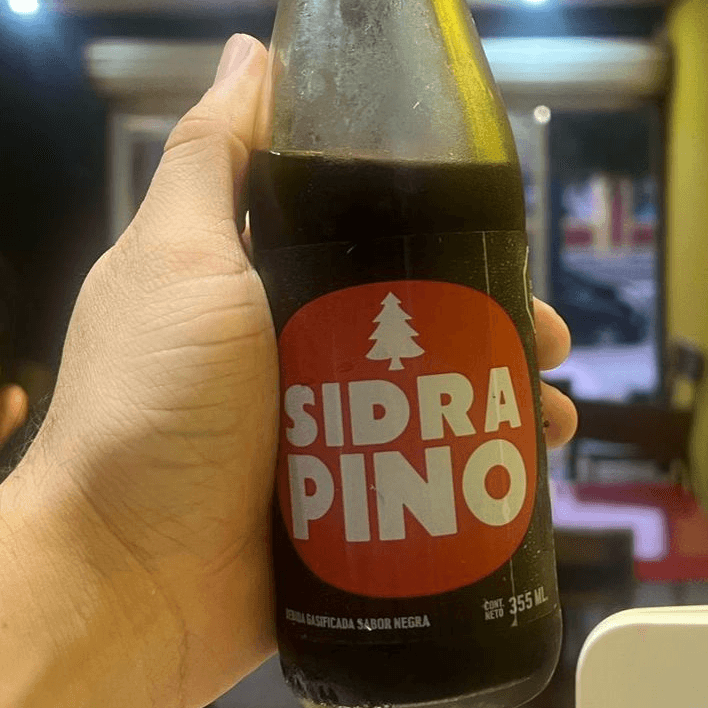 SIDRA
PINO
BEBIDA GASIFICADA SABOR NEGRA
CONT.
NETO 355 ML.